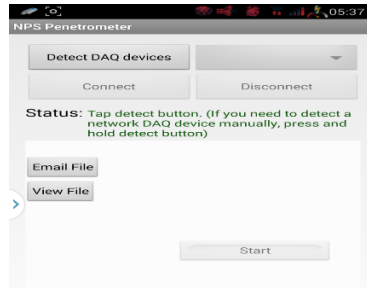 05:37
NPS Penetrometer
Detect DAQ devices
Connect Disconnect
Status: Tap detect button. (If you need to detect a
network DAQ device manually, press and
hold detect button)
Email File
View File
Start